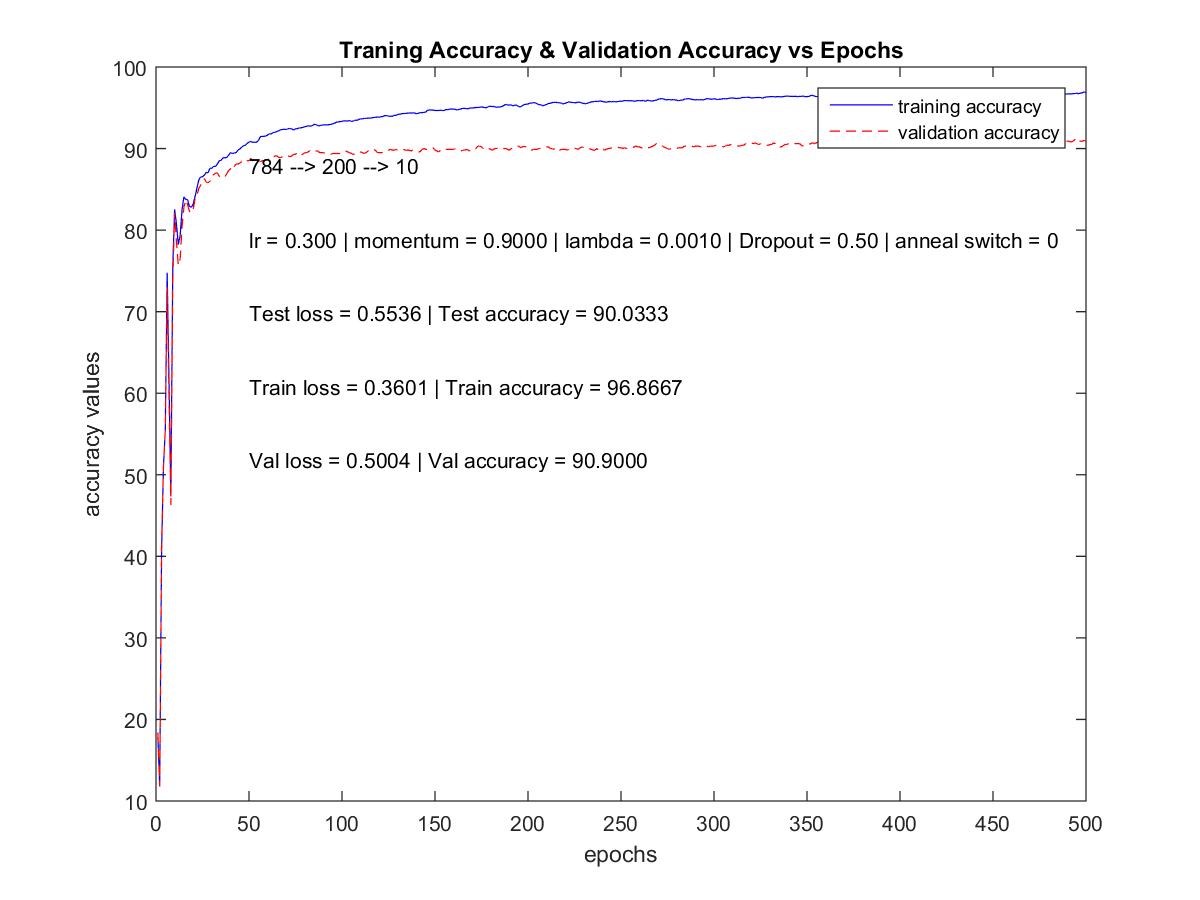 Traning Accuracy & Validation Accuracy vs Epochs
100
90
80
70
60
50
40
30
20
10
accuracy values
training accuracy
validation accuracy
784 --> 200 --> 10
lr = 0.300 | momentum = 0.9000 | lambda = 0.0010 | Dropout = 0.50 | anneal switch = 0
Test loss = 0.5536 | Test accuracy = 90.0333
Train loss = 0.3601 | Train accuracy = 96.8667
Val loss = 0.5004 | Val accuracy = 90.9000
0 50 100 150 200 250 300 350 400 450 500
epochs